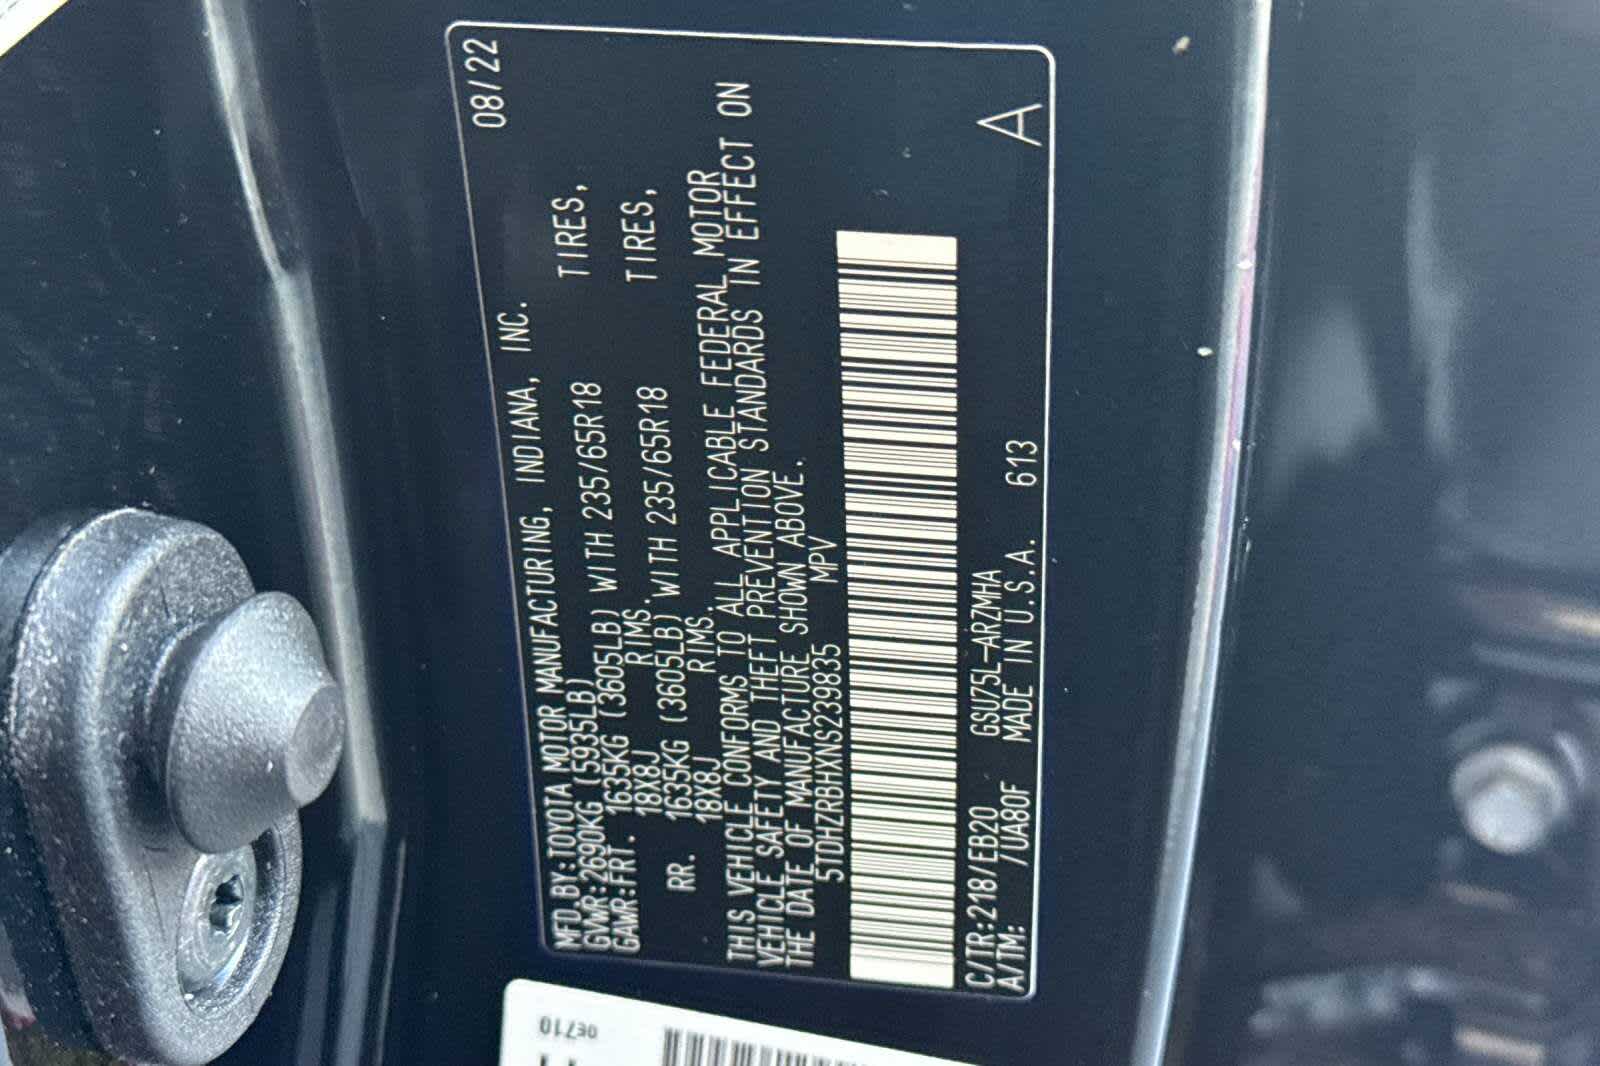 MFD.BY:TOYOTA MOTOR MANUFACTURING, INDIANA, INC. 08/22
GVWR:2690KG (5935LB)
GAWR:FRT. 1635KG (3605LB) WITH 235/65R18 TIRES,
18X8J RIMS.
RR. 1635KG (3605LB) WITH 235/65R18 TIRES,
18X8J RIMS.
THIS VEHICLE CONFORMS TO ALL APPLICABLE FEDERAL MOTOR
VEHICLE SAFETY AND THEFT PREVENTION STANDARDS IN EFFECT ON
THE DATE OF MANUFACTURE SHOWN ABOVE.
5TDHZRBHXNS239835 MPV
C/TR:218/EB20 GSU75L-ARZMHA
A/TM: /UA80F MADE IN U.S.A. 613 A
0E710